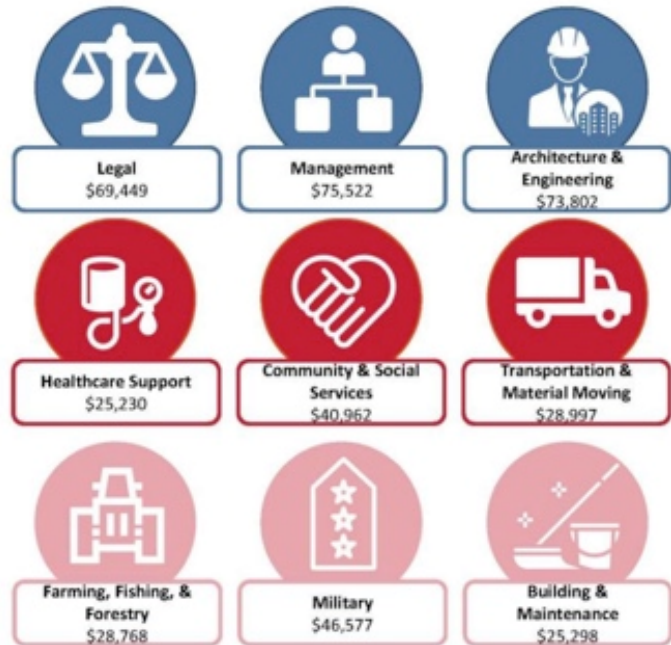 Legal
$69,449
Management
$75,522
Architecture &
Engineering
$73,802
Healthcare Support
$25,230
Community & Social
Services
$40,962
Transportation &
Material Moving
$28,997
Farming, Fishing, &
Forestry
$28,768
Military
$46,577
Building &
Maintenance
$25,298